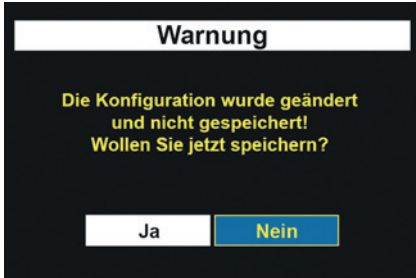 Warnung
Die Konfiguration wurde geändert
und nicht gespeichert!
Wollen Sie jetzt speichern?
Ja
Nein